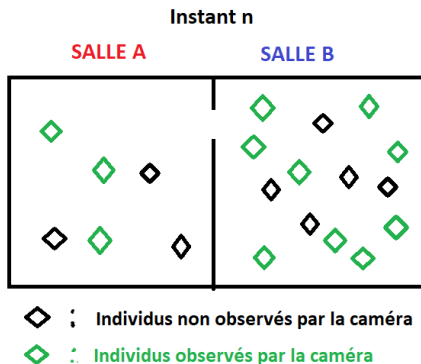 Instant n
SALLE A
SALLE B
: Individus non observés par la caméra
: Individus observés par la caméra